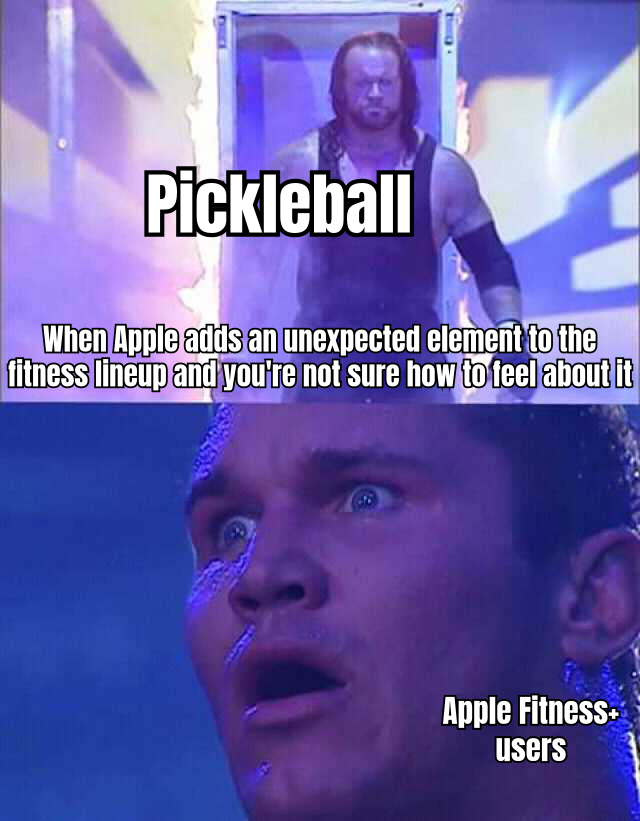 Pickleball
When Apple adds an unexpected element to the
fitness lineup and you're not sure how to feel about it
Apple Fitness+
users